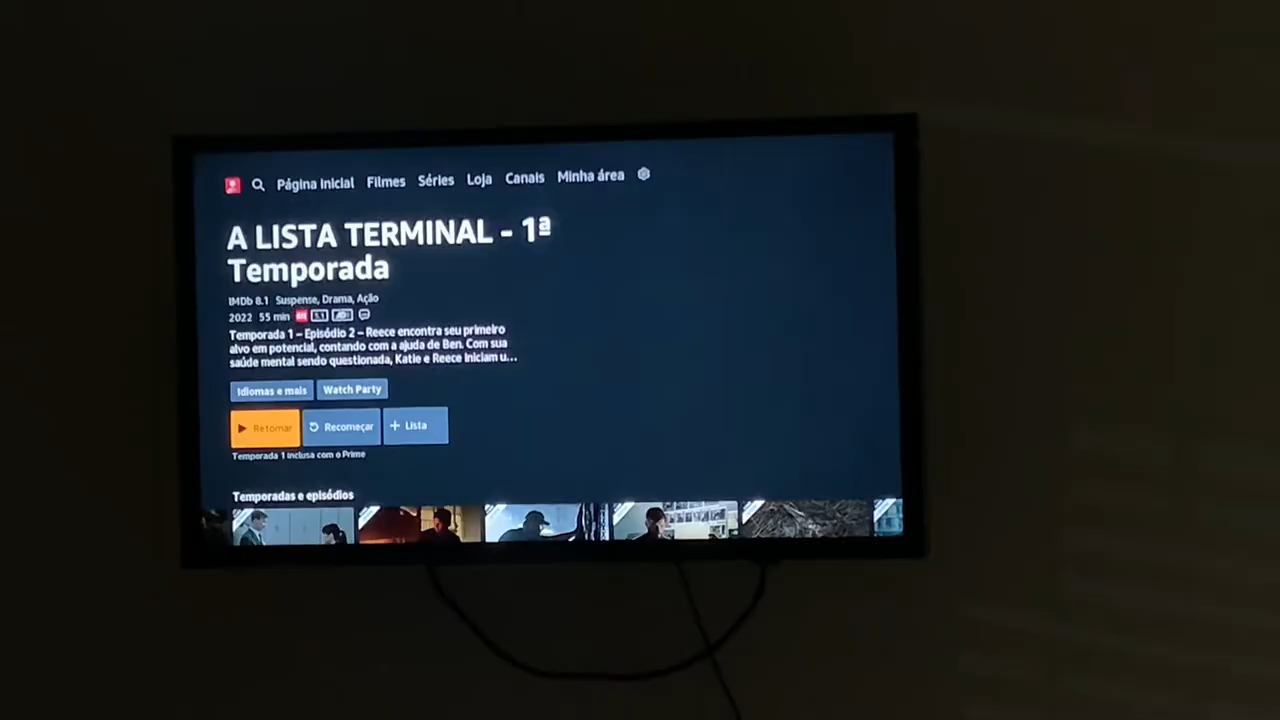 Página Inicial Filmes Séries Loja Canais Minha área
A LISTA TERMINAL - 1ª
Temporada
IMDb 8.1 Suspense, Drama, Ação
2022 55 min 5.1
Temporada 1 – Episódio 2 – Reece encontra seu primeiro
alvo em potencial, contando com a ajuda de Ben. Com sua
saúde mental sendo questionada, Katie e Reece iniciam u...
Idiomas e mais Watch Party
Retomar Recomeçar + Lista
Temporada 1 inclusa com o Prime
Temporadas e episódios